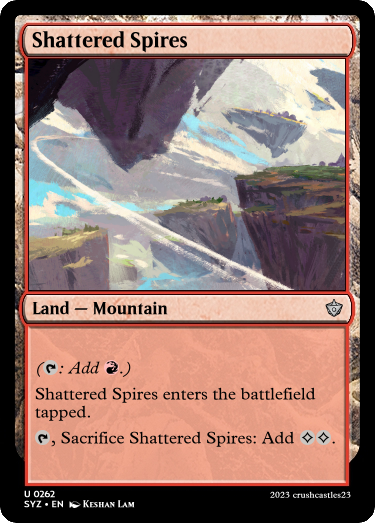 Shattered Spires
Land — Mountain
(: Add .)
Shattered Spires enters the battlefield
tapped.
, Sacrifice Shattered Spires: Add .
U 0262
SYZ • EN Keshan Lam
2023 crushcastles23